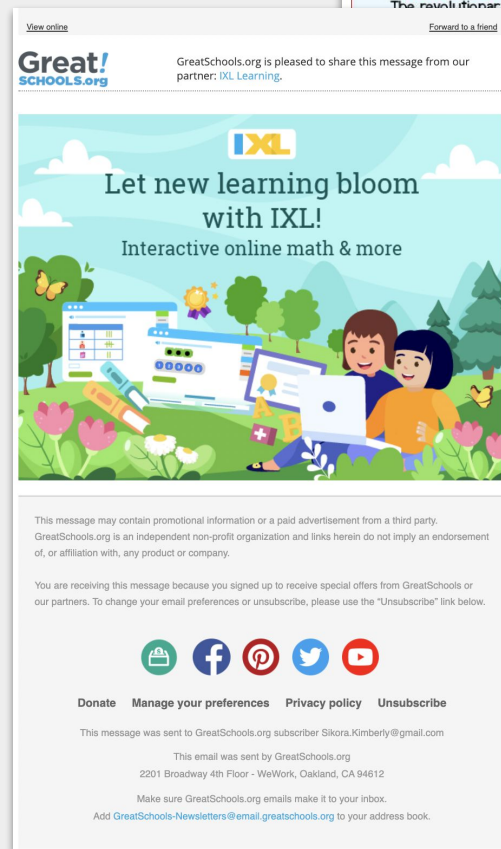 The revolutionar
View online
Forward to a friend
Great!
SCHOOLS.org
GreatSchools.org is pleased to share this message from our
partner: IXL Learning.
IXL
Let new learning bloom
with IXL!
Interactive online math & more
A
B
This message may contain promotional information or a paid advertisement from a third party.
GreatSchools.org is an independent non-profit organization and links herein do not imply an endorsement
of, or affiliation with, any product or company.
You are receiving this message because you signed up to receive special offers from GreatSchools or
our partners. To change your email preferences or unsubscribe, please use the “Unsubscribe” link below.
Donate Manage your preferences Privacy policy Unsubscribe
This message was sent to GreatSchools.org subscriber Sikora.Kimberly@gmail.com
This email was sent by GreatSchools.org
2201 Broadway 4th Floor - WeWork, Oakland, CA 94612
Make sure GreatSchools.org emails make it to your inbox.
Add GreatSchools-Newsletters@email.greatschools.org to your address book.